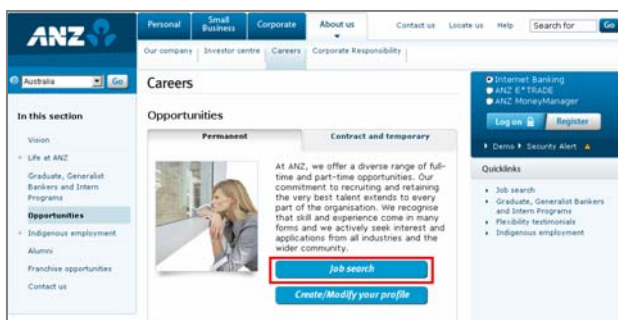 ANZ
Personal
Small Business
Corporate
About us
Contact us
Locate us
Help
Search for
Go
Our company
Investor centre
Careers
Corporate Responsibility
Australia
Go
In this section
Vision
Life at ANZ
Graduate, Generalist
Bankers and Intern
Programs
Opportunities
Indigenous employment
Alumni
Franchise opportunities
Contact us
Careers
Opportunities
Permanent
Contract and temporary
At ANZ, we offer a diverse range of full-
time and part-time opportunities. Our
commitment to recruiting and retaining
the very best talent extends to every
part of the organisation. We recognise
that skill and experience come in many
forms and we actively seek interest and
applications from all industries and the
wider community.
Job search
Create/Modify your profile
Internet Banking
ANZ E*TRADE
ANZ MoneyManager
Log on
Register
Demo
Security Alert
Quicklinks
Job search
Graduate, Generalist Bankers
and Intern Programs
Flexibility testimonials
Indigenous employment